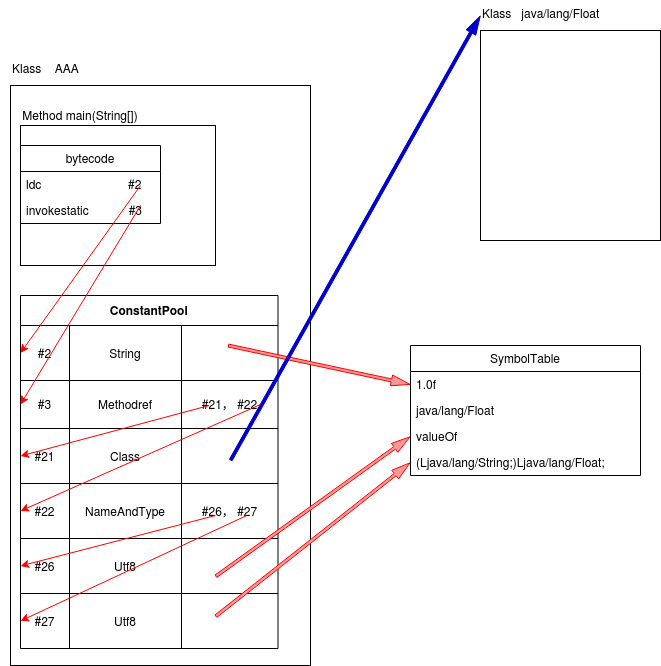 Klass java/lang/Float
Klass AAA
Method main(String[])
bytecode
ldc #2
invokestatic #3
ConstantPool
#2 String
#3 Methodref #21， #22
#21 Class
#22 NameAndType #26， #27
#26 Utf8
#27 Utf8
SymbolTable
1.0f
java/lang/Float
valueOf
(Ljava/lang/String;)Ljava/lang/Float;